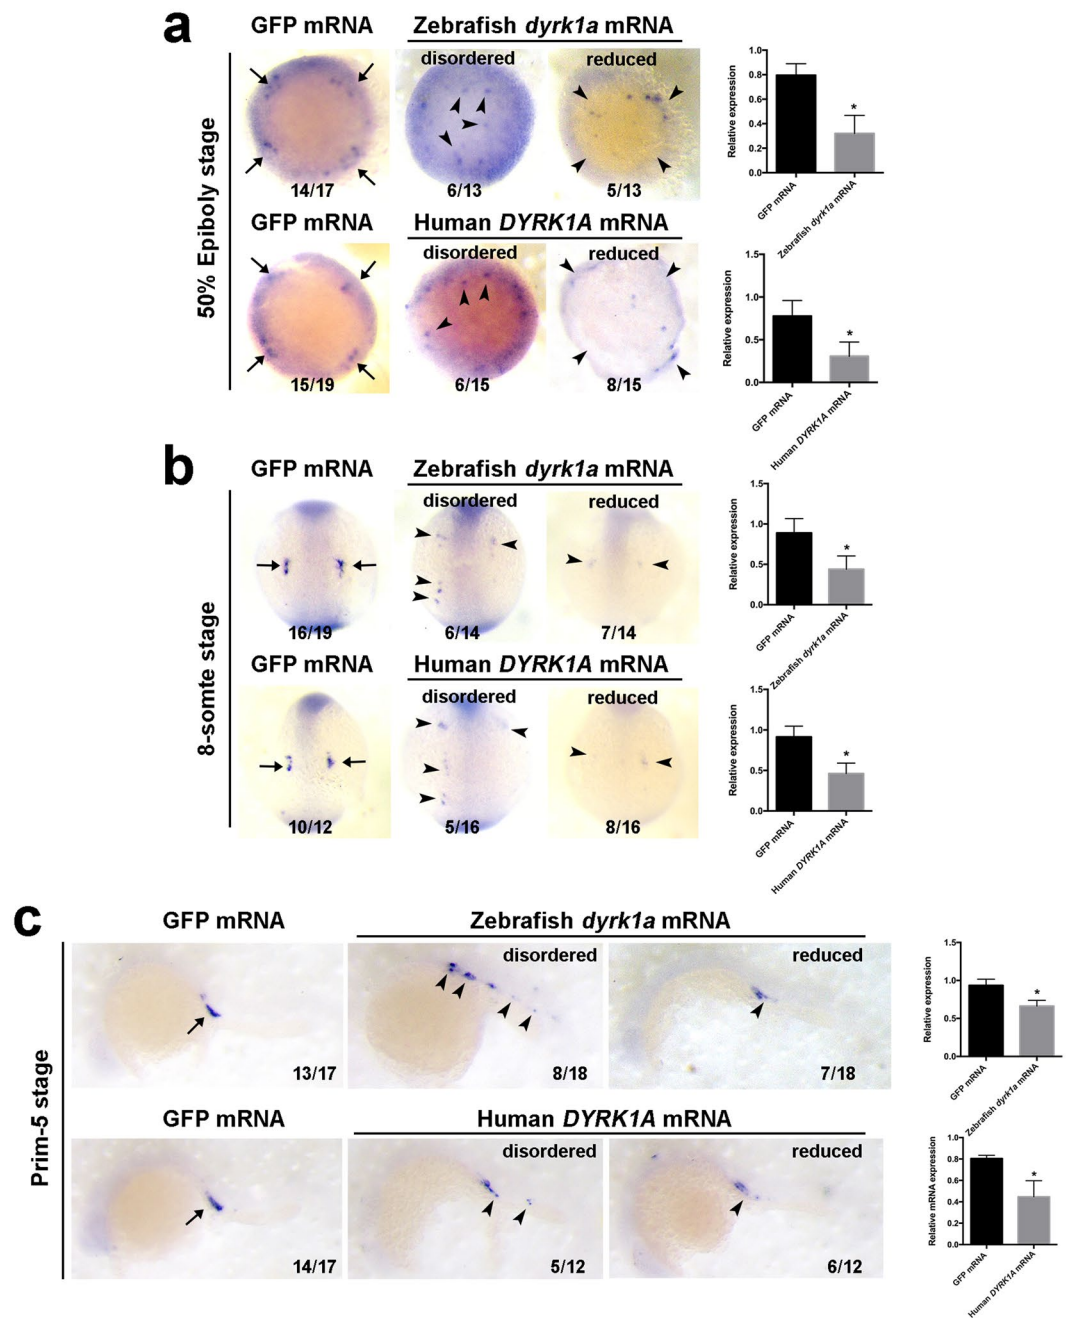 a
GFP mRNA
Zebrafish dyrk1a mRNA
50% Epiboly stage
disordered
reduced
14/17
6/13
5/13
1.0
0.8
0.6
0.4
0.2
0.0
Relative expression
*
GFP mRNA
Zebrafish dyrk1a mRNA
GFP mRNA
Human DYRK1A mRNA
disordered
reduced
15/19
6/15
8/15
1.5
1.0
0.5
0.0
Relative expression
*
GFP mRNA
Human DYRK1A mRNA
b
GFP mRNA
Zebrafish dyrk1a mRNA
8-somte stage
disordered
reduced
16/19
6/14
7/14
1.5
1.0
0.5
0.0
Relative expression
*
GFP mRNA
Zebrafish dyrk1a mRNA
GFP mRNA
Human DYRK1A mRNA
disordered
reduced
10/12
5/16
8/16
1.5
1.0
0.5
0.0
Relative expression
*
GFP mRNA
Human DYRK1A mRNA
c
GFP mRNA
Zebrafish dyrk1a mRNA
Prim-5 stage
disordered
reduced
13/17
8/18
7/18
1.5
1.0
0.5
0.0
Relative expression
*
GFP mRNA
Zebrafish dyrk1a mRNA
GFP mRNA
Human DYRK1A mRNA
disordered
reduced
14/17
5/12
6/12
1.0
0.8
0.6
0.4
0.2
0.0
Relative mRNA expression
*
GFP mRNA
Human DYRK1A mRNA